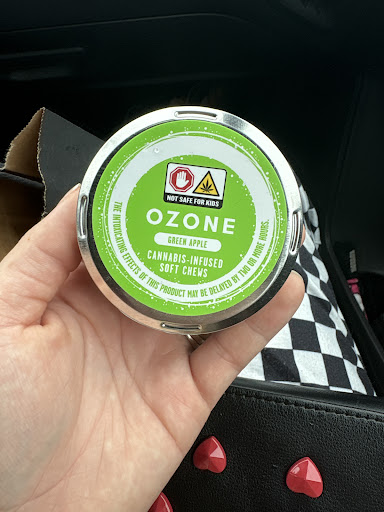 NOT SAFE FOR KIDS
OZONE
GREEN APPLE
CANNABIS-INFUSED
SOFT CHEWS
THE INTOXICATING EFFECTS OF THIS PRODUCT MAY BE DELAYED BY TWO OR MORE HOURS.